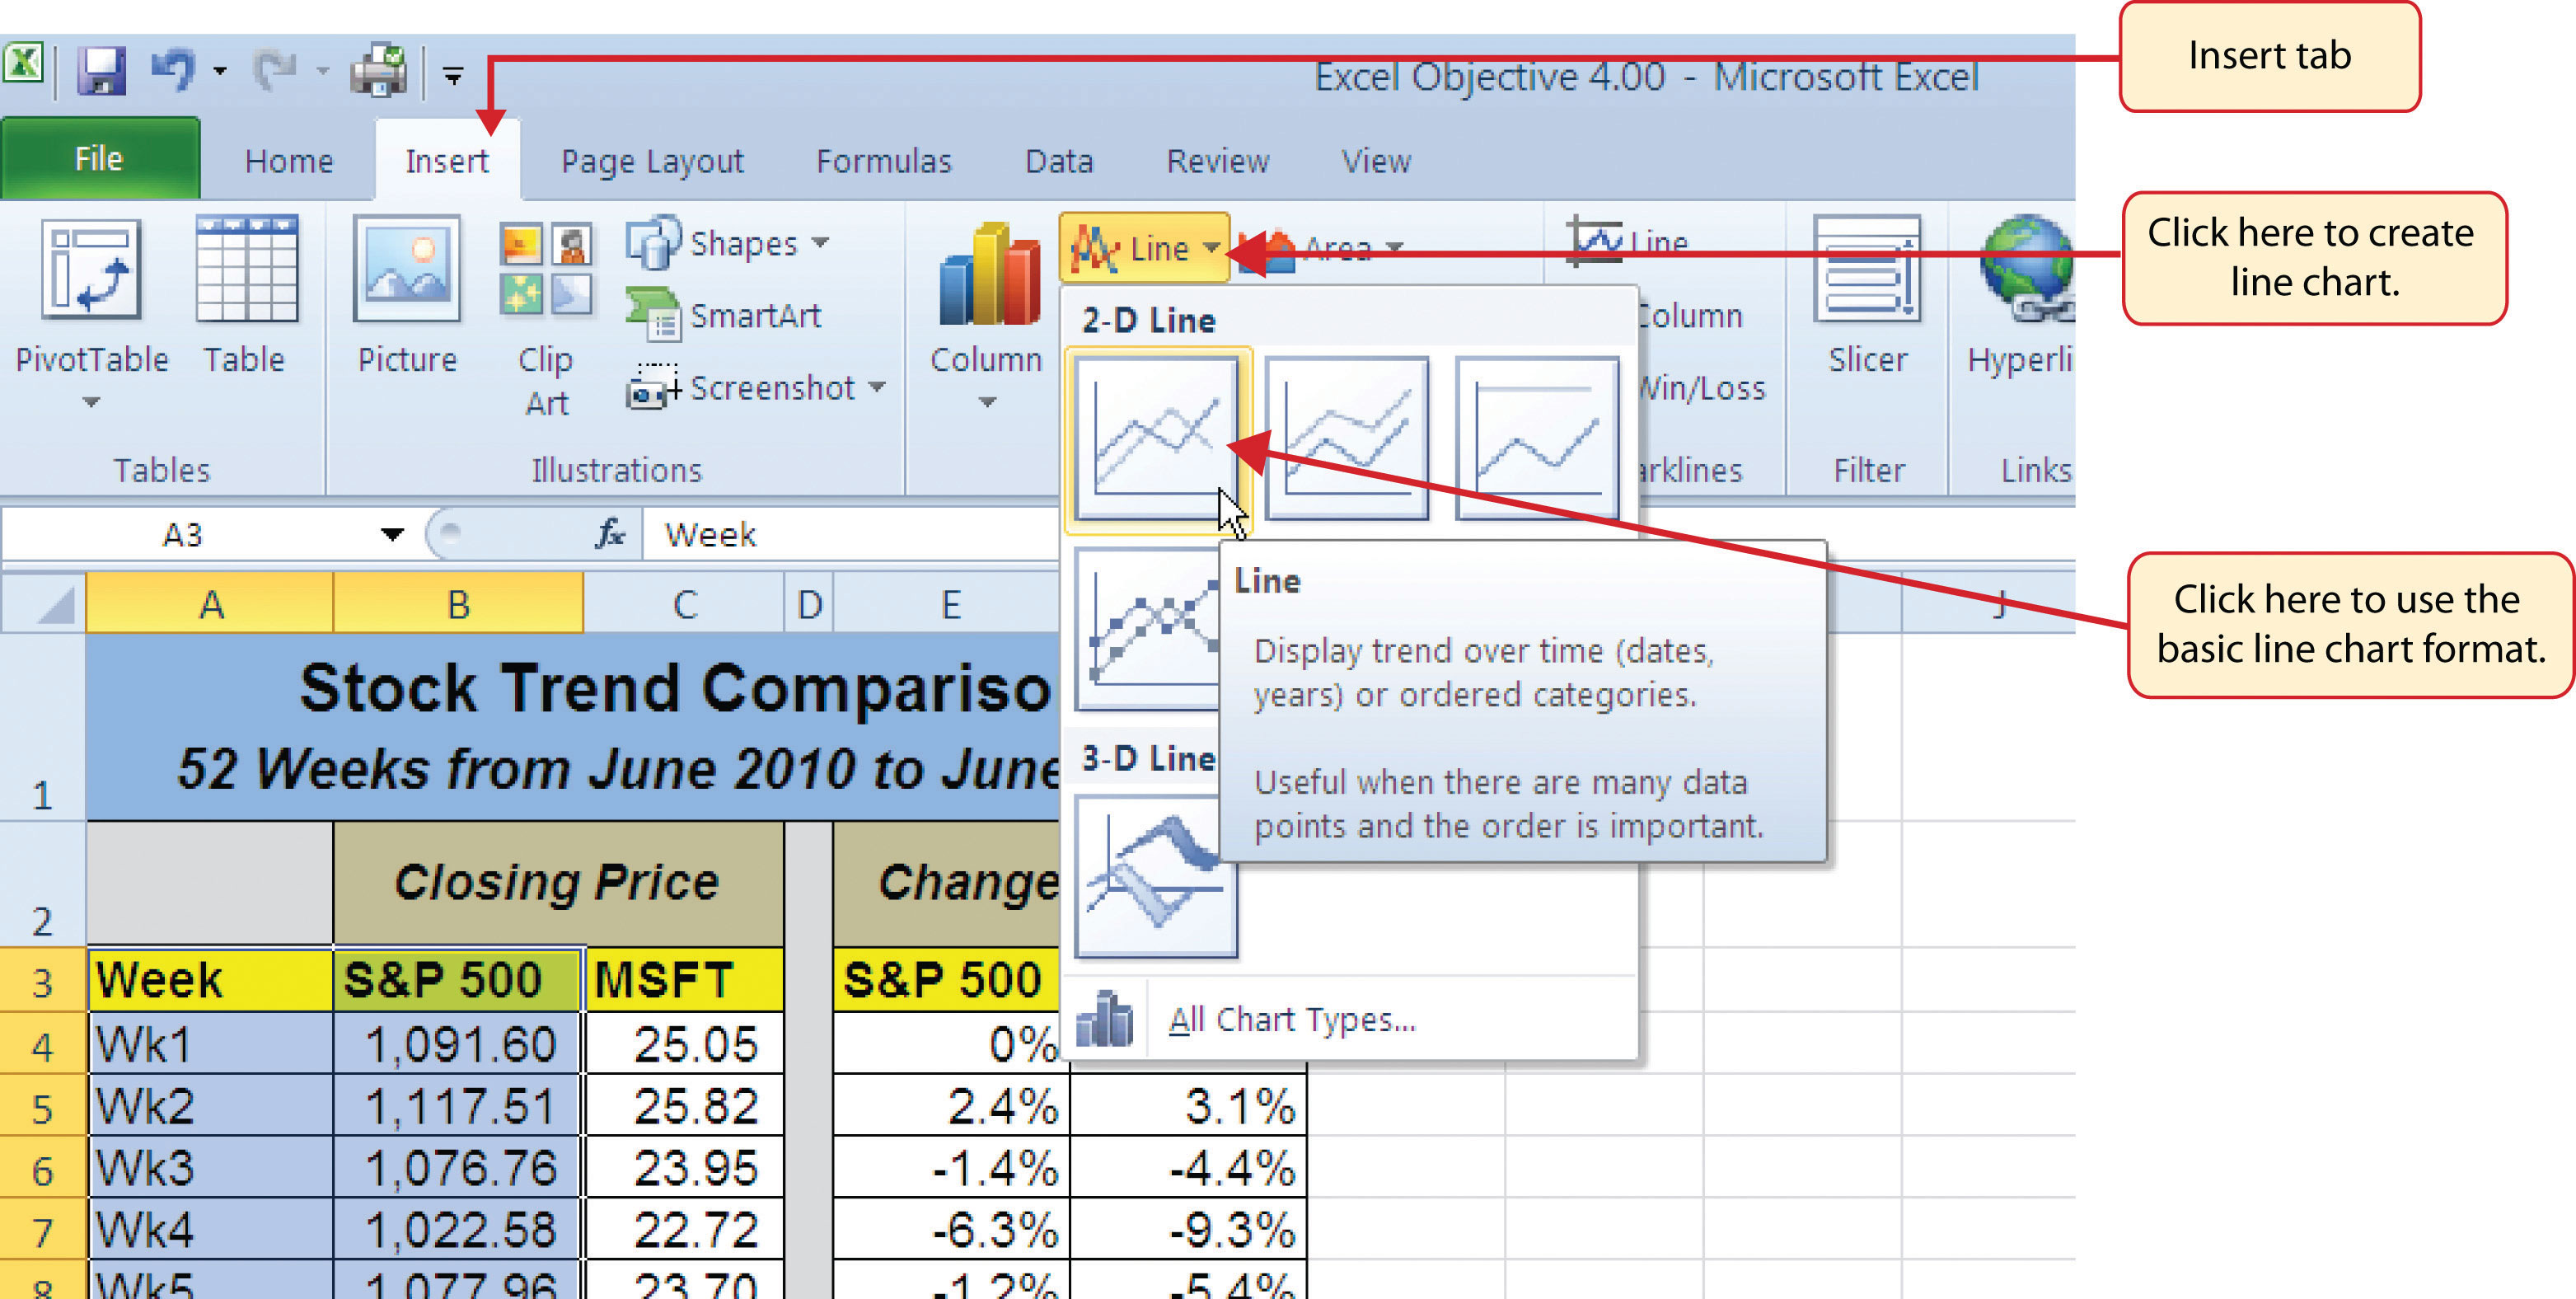 Insert tab
Excel Objective 4.00 - Microsoft Excel
File Home Insert Page Layout Formulas Data Review View
Click here to create
line chart.
Shapes
Line
Area
Line
SmartArt
Column
PivotTable Table Picture Clip
Art
Screenshot
Column
Win/Loss
Slicer
Tables Illustrations
Filter Links
2-D Line
A3 fx Week
Line
Display trend over time (dates,
years) or ordered categories.
Useful when there are many data
points and the order is important.
3-D Line
All Chart Types...
Click here to use the
basic line chart format.
A B C D E J
1 Stock Trend Compariso
52 Weeks from June 2010 to June
2 Closing Price Change
3 Week S&P 500 MSFT S&P 500
4 Wk1 1,091.60 25.05 0%
5 Wk2 1,117.51 25.82 2.4% 3.1%
6 Wk3 1,076.76 23.95 -1.4% -4.4%
7 Wk4 1,022.58 22.72 -6.3% -9.3%
8 Wk5 1,077.96 23.70 -1.2% -5.4%